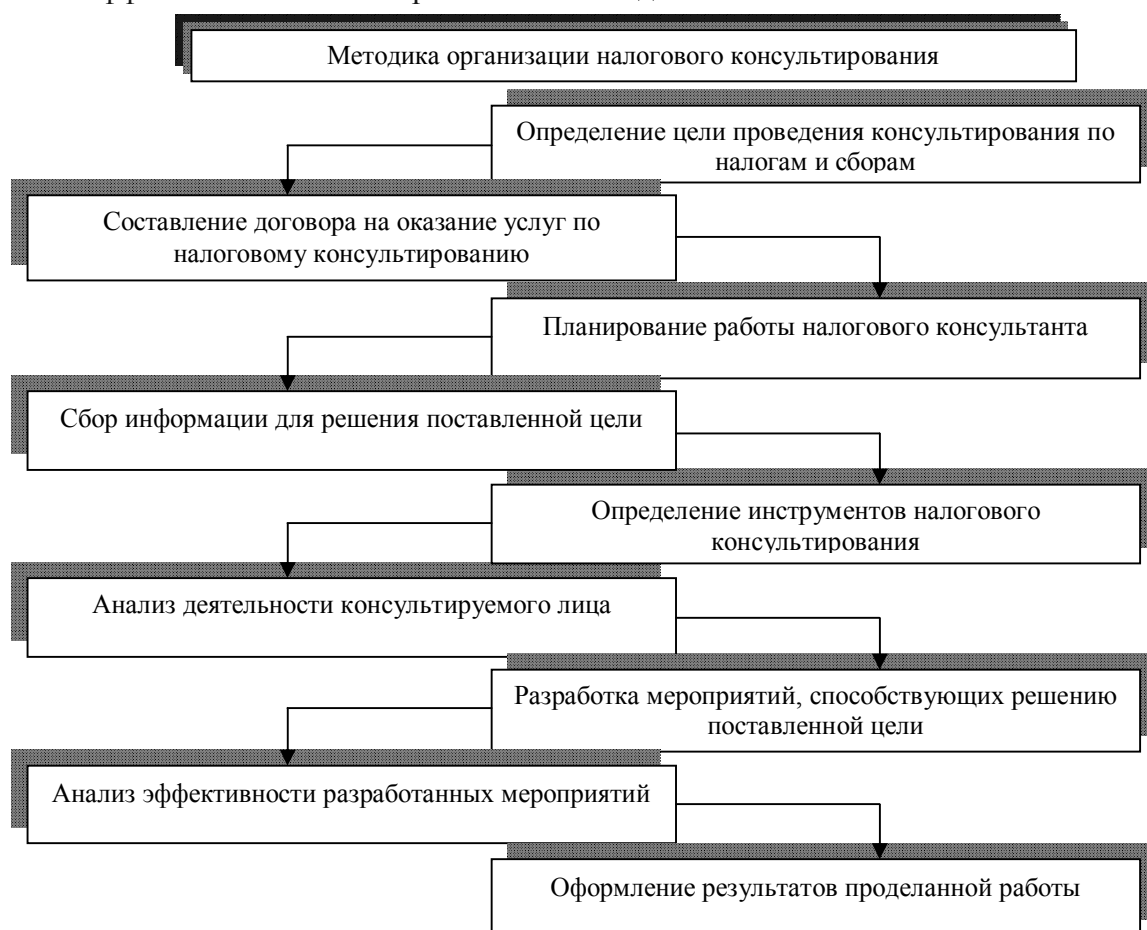 Методика организации налогового консультирования
Определение цели проведения консультирования по
налогам и сборам
Составление договора на оказание услуг по
налоговому консультированию
Планирование работы налогового консультанта
Сбор информации для решения поставленной цели
Определение инструментов налогового
консультирования
Анализ деятельности консультируемого лица
Разработка мероприятий, способствующих решению
поставленной цели
Анализ эффективности разработанных мероприятий
Оформление результатов проделанной работы